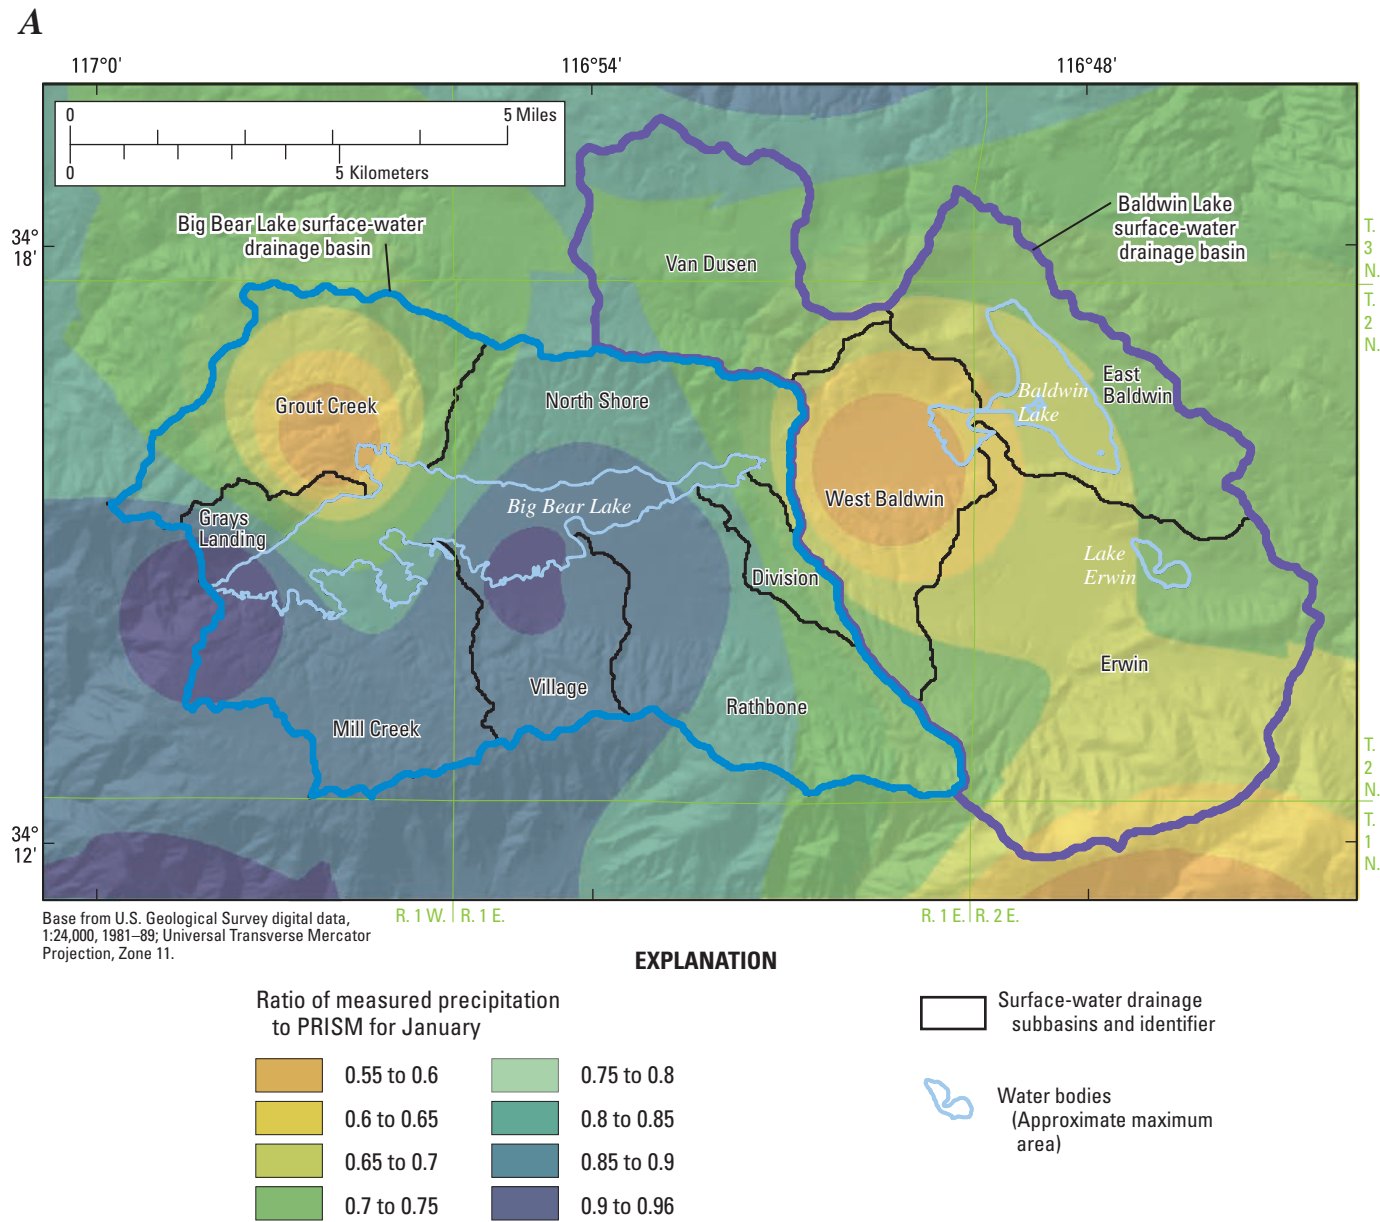 A
117°0'
116°54'
116°48'
0
5 Miles
0
5 Kilometers
Big Bear Lake surface-water
drainage basin
Baldwin Lake
surface-water
drainage basin
34°
18'
T.
3
N.
T.
2
N.
Van Dusen
Grout Creek
North Shore
East
Baldwin
Baldwin
Lake
West Baldwin
Big Bear Lake
Grays
Landing
Division
Lake
Erwin
Erwin
Village
Rathbone
Mill Creek
T.
2
N.
T.
1
N.
34°
12'
R. 1 W.
R. 1 E.
R. 1 E.
R. 2 E.
Base from U.S. Geological Survey digital data,
1:24,000, 1981–89; Universal Transverse Mercator
Projection, Zone 11.
EXPLANATION
Ratio of measured precipitation
to PRISM for January
0.55 to 0.6
0.6 to 0.65
0.65 to 0.7
0.7 to 0.75
0.75 to 0.8
0.8 to 0.85
0.85 to 0.9
0.9 to 0.96
Surface-water drainage
subbasins and identifier
Water bodies
(Approximate maximum
area)